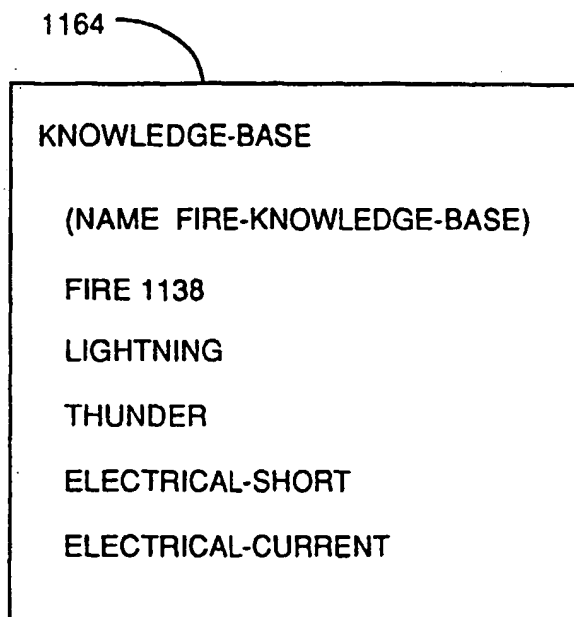 1164
KNOWLEDGE-BASE
(NAME FIRE-KNOWLEDGE-BASE)
FIRE 1138
LIGHTNING
THUNDER
ELECTRICAL-SHORT
ELECTRICAL-CURRENT